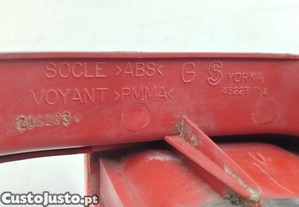 SOCLE >ABS< G S YORKA
VOYANT >PMMA<
CustoJusto.pt